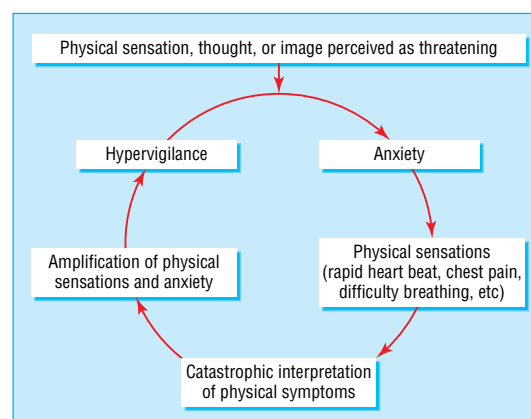 Physical sensation, thought, or image perceived as threatening
Hypervigilance
Anxiety
Amplification of physical
sensations and anxiety
Physical sensations
(rapid heart beat, chest pain,
difficulty breathing, etc)
Catastrophic interpretation
of physical symptoms